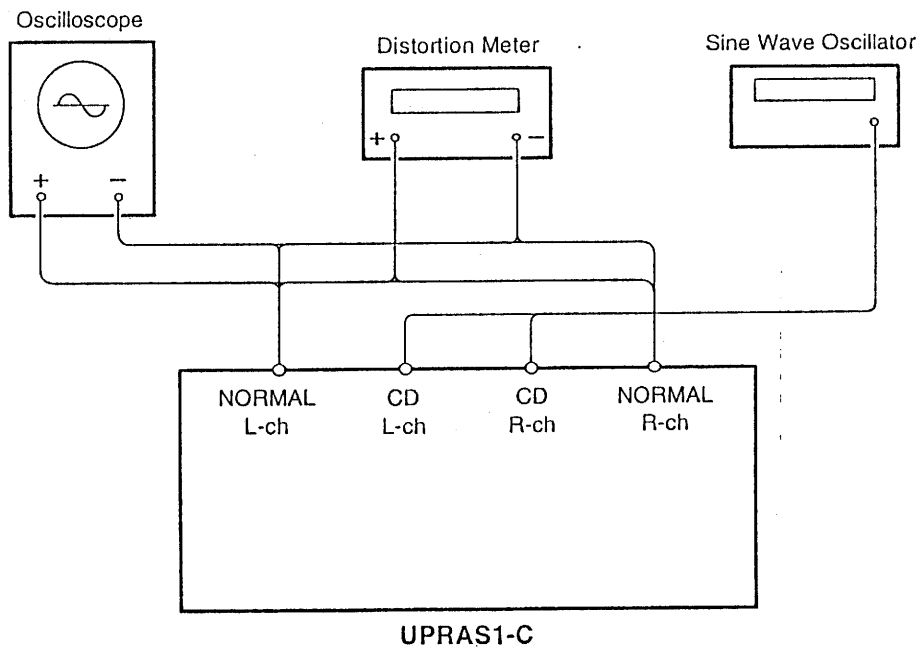 Oscilloscope
Distortion Meter
Sine Wave Oscillator
+ −
+ −
NORMAL L-ch
CD L-ch
CD R-ch
NORMAL R-ch
UPRAS1-C